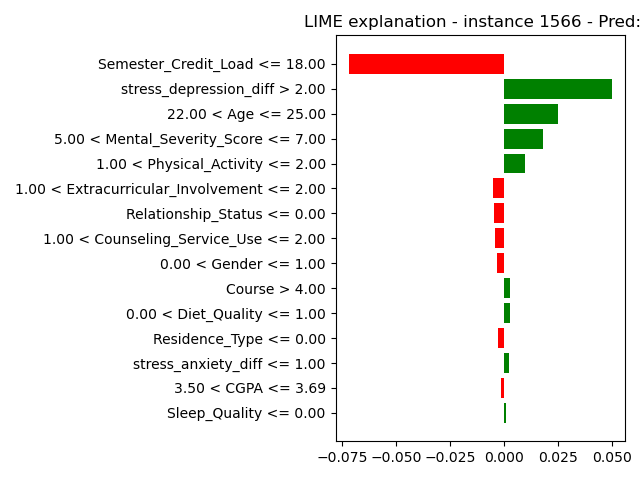 LIME explanation - instance 1566 - Pred:
Semester_Credit_Load <= 18.00
stress_depression_diff > 2.00
22.00 < Age <= 25.00
5.00 < Mental_Severity_Score <= 7.00
1.00 < Physical_Activity <= 2.00
1.00 < Extracurricular_Involvement <= 2.00
Relationship_Status <= 0.00
1.00 < Counseling_Service_Use <= 2.00
0.00 < Gender <= 1.00
Course > 4.00
0.00 < Diet_Quality <= 1.00
Residence_Type <= 0.00
stress_anxiety_diff <= 1.00
3.50 < CGPA <= 3.69
Sleep_Quality <= 0.00
−0.075 −0.050 −0.025 0.000 0.025 0.050